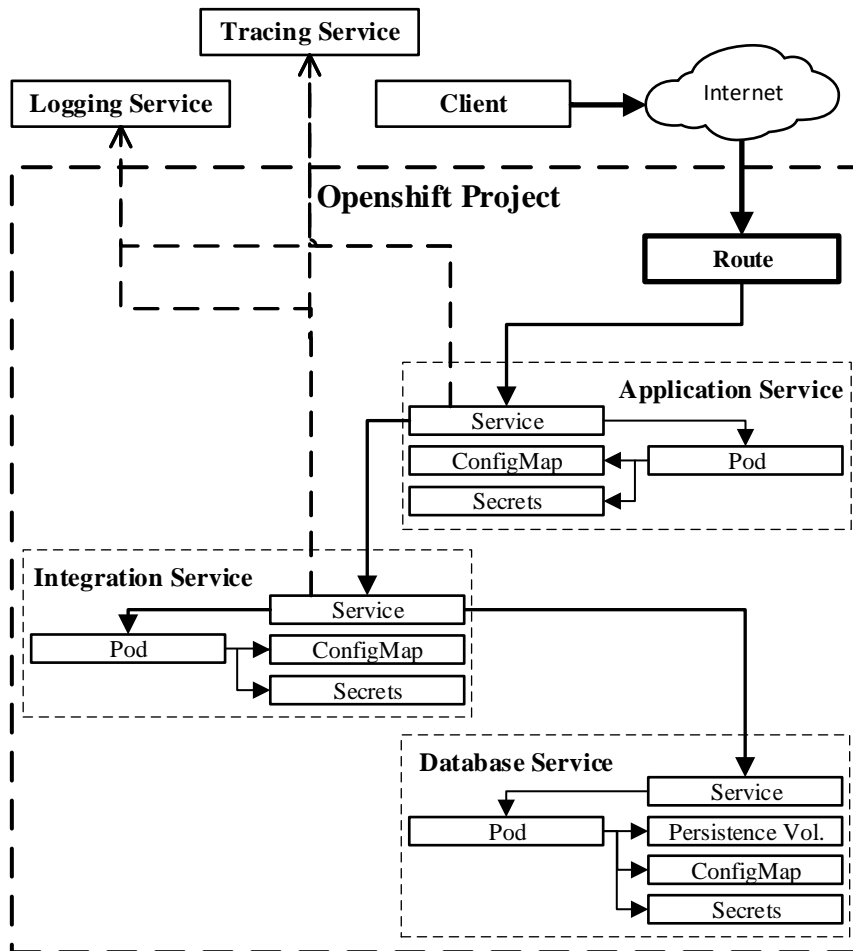 Tracing Service
Logging Service
Client
Internet
Openshift Project
Route
Application Service
Service
ConfigMap
Pod
Secrets
Integration Service
Service
Pod
ConfigMap
Secrets
Database Service
Service
Pod
Persistence Vol.
ConfigMap
Secrets